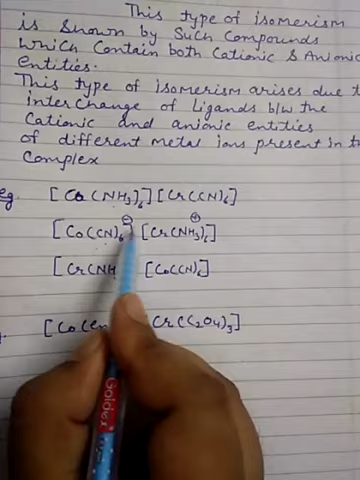 This type of isomerism
is shown by such compounds
which contain both cationic & Anionic
Entities.
This type of isomerism arises due t
interchange of Ligands b/w the
cationic and anionic entities
of different metal ions present in th
complex
eg. [Co(NH3)6][Cr(CN)6]
[Co(CN)6]⊖ [Cr(NH3)6]⊕
[Cr(NH [Co(CN)6]
[Co(en Cr(C2O4)3]
Goldex